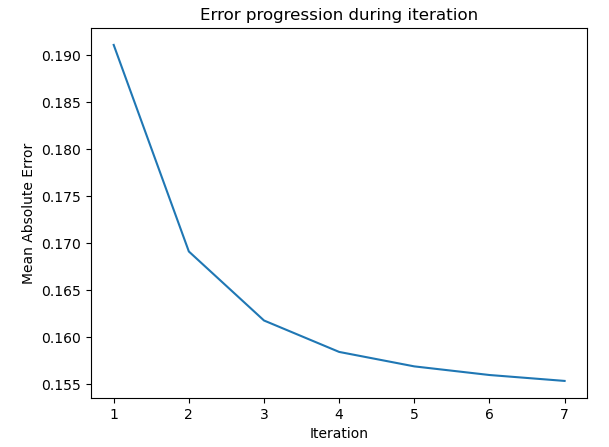 Error progression during iteration
0.190
0.185
0.180
0.175
0.170
0.165
0.160
0.155
Mean Absolute Error
1 2 3 4 5 6 7
Iteration